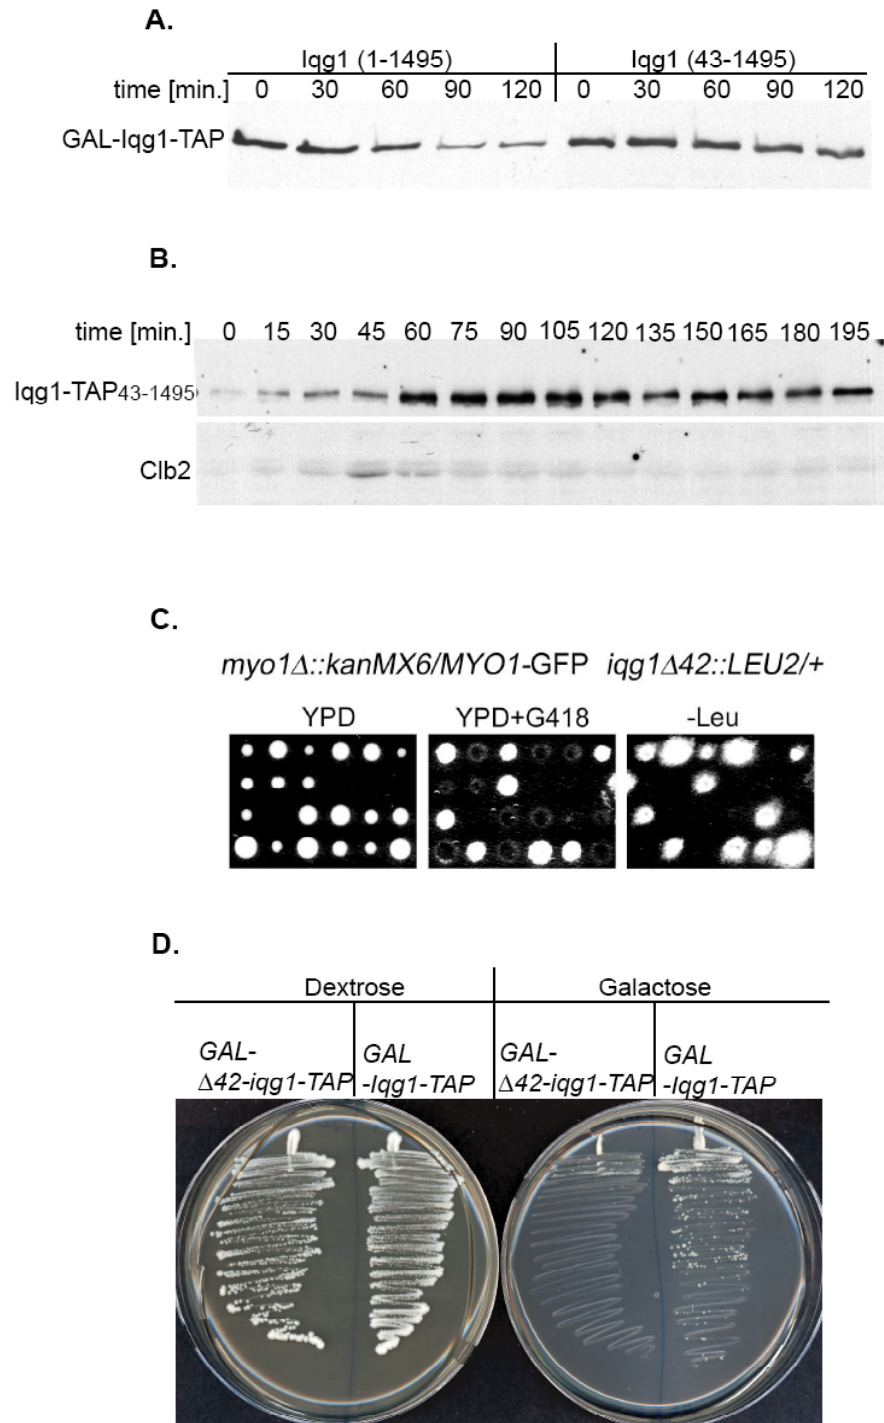 A.
Iqg1 (1-1495) Iqg1 (43-1495)
time [min.] 0 30 60 90 120 0 30 60 90 120
GAL-Iqg1-TAP
B.
time [min.] 0 15 30 45 60 75 90 105 120 135 150 165 180 195
Iqg1-TAP43-1495
Clb2
C.
myo1Δ::kanMX6/MYO1-GFP iqg1Δ42::LEU2/+
YPD YPD+G418 -Leu
D.
Dextrose Galactose
GAL- GAL GAL- GAL
Δ42-iqg1-TAP -Iqg1-TAP Δ42-iqg1-TAP -Iqg1-TAP